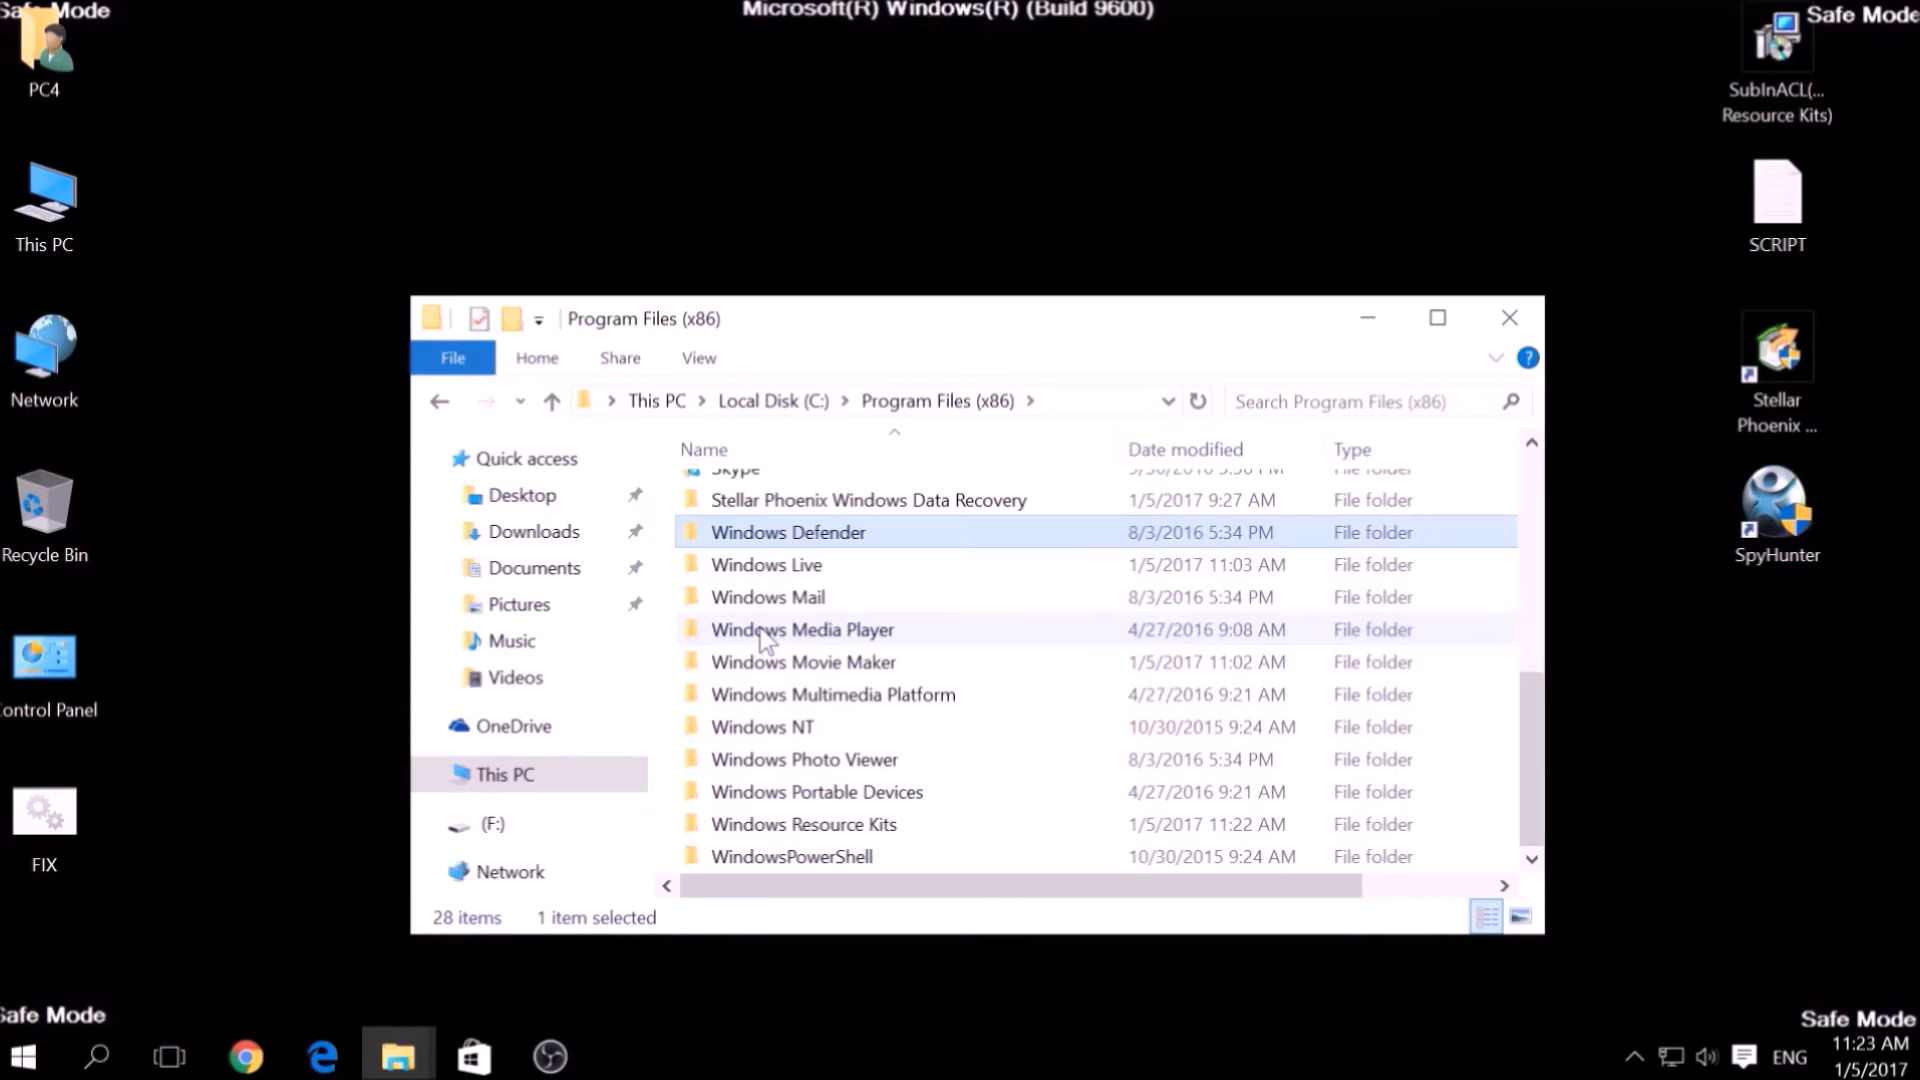 Safe Mode
Microsoft(R) Windows(R) (Build 9600)
Safe Mode
PC4
This PC
Network
Recycle Bin
ontrol Panel
FIX
SubInACL(...
Resource Kits)
SCRIPT
Stellar
Phoenix ...
SpyHunter
Program Files (x86)
File Home Share View
This PC Local Disk (C:) Program Files (x86)
Search Program Files (x86)
Quick access
Desktop
Downloads
Documents
Pictures
Music
Videos
OneDrive
This PC
(F:)
Network
Name Date modified Type
Skype 9/30/2016 5:56 PM File folder
Stellar Phoenix Windows Data Recovery 1/5/2017 9:27 AM File folder
Windows Defender 8/3/2016 5:34 PM File folder
Windows Live 1/5/2017 11:03 AM File folder
Windows Mail 8/3/2016 5:34 PM File folder
Windows Media Player 4/27/2016 9:08 AM File folder
Windows Movie Maker 1/5/2017 11:02 AM File folder
Windows Multimedia Platform 4/27/2016 9:21 AM File folder
Windows NT 10/30/2015 9:24 AM File folder
Windows Photo Viewer 8/3/2016 5:34 PM File folder
Windows Portable Devices 4/27/2016 9:21 AM File folder
Windows Resource Kits 1/5/2017 11:22 AM File folder
WindowsPowerShell 10/30/2015 9:24 AM File folder
28 items 1 item selected
Safe Mode
Safe Mode
ENG
11:23 AM
1/5/2017